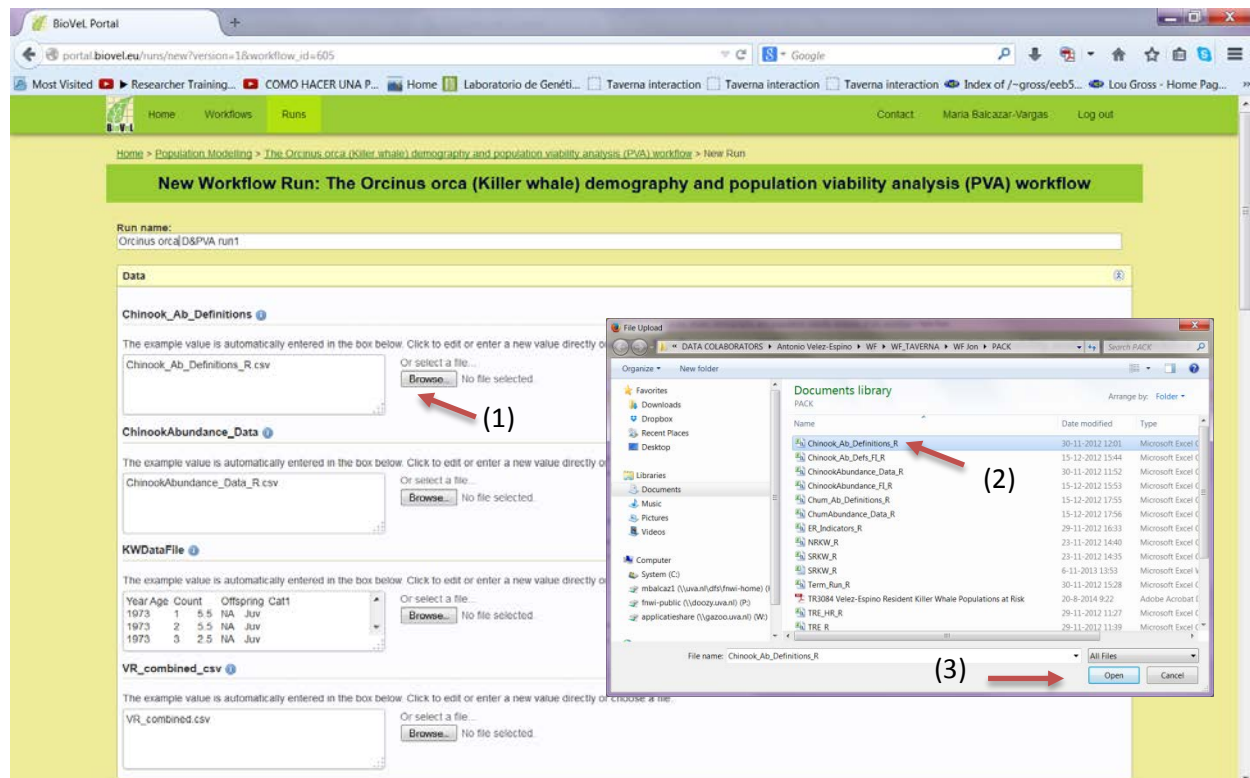 BioVeL Portal
portal.biovel.eu/runs/new?version=1&workflow_id=605
Google
Most Visited ▶ Researcher Training... COMO HACER UNA P... Home Laboratorio de Genéti... Taverna interaction Taverna interaction Taverna interaction Index of /~gross/eeb5... Lou Gross - Home Pag... »
B V L Home Workflows Runs Contact Maria Balcazar-Vargas Log out
Home > Population Modelling > The Orcinus orca (Killer whale) demography and population viability analysis (PVA) workflow > New Run
New Workflow Run: The Orcinus orca (Killer whale) demography and population viability analysis (PVA) workflow
Run name:
Orcinus orca D&PVA run1
Data
Chinook_Ab_Definitions
The example value is automatically entered in the box below. Click to edit or enter a new value directly o
Chinook_Ab_Definitions_R.csv
Or select a file...
Browse... No file selected.
(1)
ChinookAbundance_Data
The example value is automatically entered in the box below. Click to edit or enter a new value directly o
ChinookAbundance_Data_R.csv
Or select a file...
Browse... No file selected.
KWDataFile
The example value is automatically entered in the box below. Click to edit or enter a new value directly o
Year Age Count Offspring Cat1
1973 1 5.5 NA Juv
1973 2 5.5 NA Juv
1973 3 2.5 NA Juv
Or select a file...
Browse... No file selected.
VR_combined_csv
The example value is automatically entered in the box below. Click to edit or enter a new value directly or choose a file.
VR_combined.csv
Or select a file...
Browse... No file selected.
File Upload
« DATA COLABORATORS ▸ Antonio Velez-Espino ▸ WF ▸ WF_TAVERNA ▸ WF Jon ▸ PACK
Search PACK
Organize New folder
Favorites
Downloads
Dropbox
Recent Places
Desktop
Libraries
Documents
Music
Pictures
Videos
Computer
System (C:)
mbalcaz1 (\\uva.nl\dfs\fnwi-home) (
fnwi-public (\\doozy.uva.nl) (P:)
applicatieshare (\\gazoo.uva.nl) (W:)
Documents library
PACK
Arrange by: Folder
Name Date modified Type
Chinook_Ab_Definitions_R 30-11-2012 12:01 Microsoft Excel C
Chinook_Ab_Defs_FI_R 15-12-2012 15:44 Microsoft Excel C
ChinookAbundance_Data_R 30-11-2012 11:52 Microsoft Excel C
ChinookAbundance_FI_R 15-12-2012 15:53 Microsoft Excel C
Chum_Ab_Definitions_R 15-12-2012 17:55 Microsoft Excel C
ChumAbundance_Data_R 15-12-2012 17:56 Microsoft Excel C
ER_Indicators_R 29-11-2012 16:33 Microsoft Excel C
NRKW_R 23-11-2012 14:40 Microsoft Excel C
SRKW_R 23-11-2012 14:35 Microsoft Excel C
SRKW_R 6-11-2013 13:53 Microsoft Excel W
Term_Run_R 30-11-2012 15:28 Microsoft Excel C
TR3084 Velez-Espino Resident Killer Whale Populations at Risk 20-8-2014 9:22 Adobe Acrobat D
TRE_HR_R 29-11-2012 11:27 Microsoft Excel C
TRE_R 29-11-2012 11:39 Microsoft Excel C
(2)
File name: Chinook_Ab_Definitions_R
All Files
(3)
Open Cancel